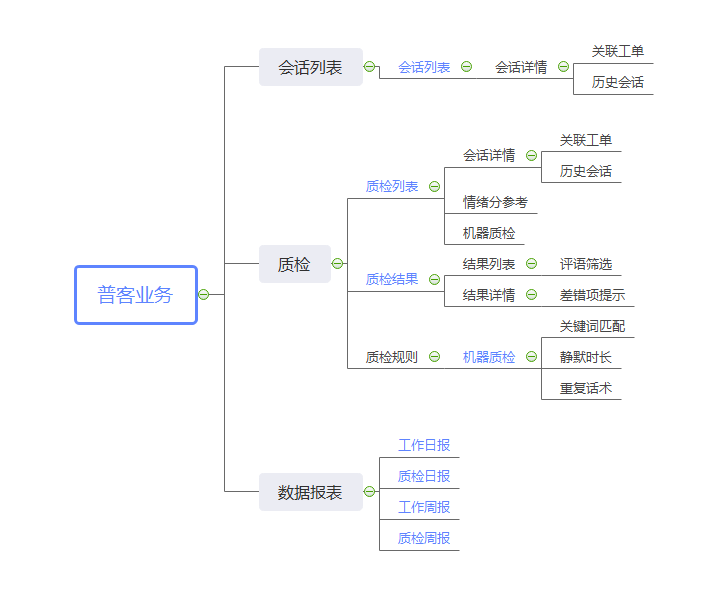 普客业务
会话列表
会话列表
会话详情
关联工单
历史会话
质检
质检列表
会话详情
关联工单
历史会话
情绪分参考
机器质检
质检结果
结果列表
评语筛选
结果详情
差错项提示
质检规则
机器质检
关键词匹配
静默时长
重复话术
数据报表
工作日报
质检日报
工作周报
质检周报